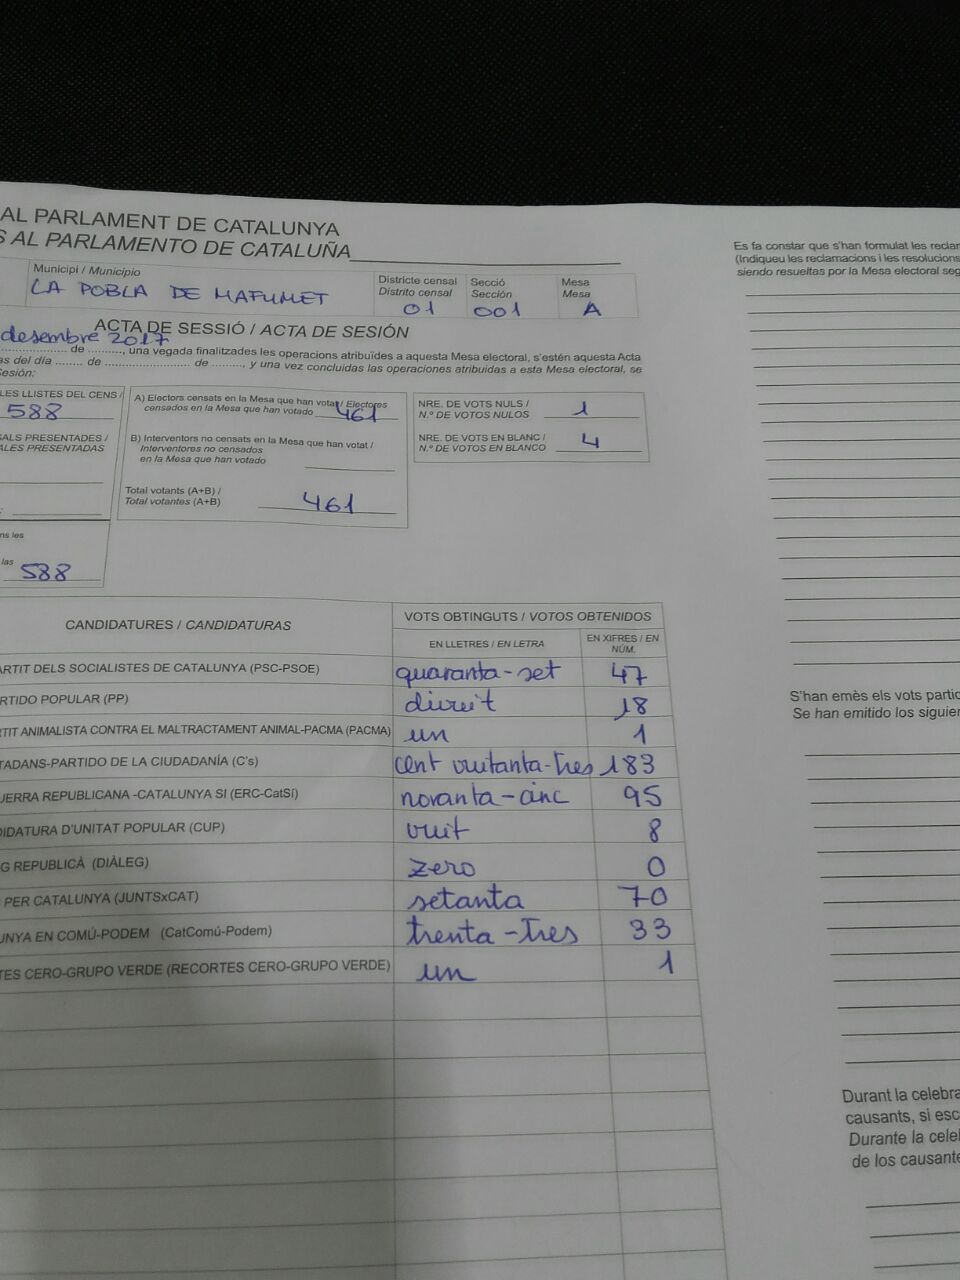 AL PARLAMENT DE CATALUNYA
S AL PARLAMENTO DE CATALUÑA
Municipi / Municipio
LA POBLA DE MAFUMET
Districte censal
Distrito censal
01
Secció
Sección
001
Mesa
Mesa
A
ACTA DE SESSIÓ / ACTA DE SESIÓN
desembre 2017
de .........., una vegada finalitzades les operacions atribuïdes a aquesta Mesa electoral, s'estén aquesta Acta
as del día ........ de ........................ de ........., y una vez concluidas las operaciones atribuidas a esta Mesa electoral, se
Sesión:
LES LLISTES DEL CENS /
588
ALS PRESENTADES /
ALES PRESENTADAS
ns les
las
588
A) Electors censats en la Mesa que han votat / Electores
censados en la Mesa que han votado
461
B) Interventors no censats en la Mesa que han votat /
Interventores no censados
en la Mesa que han votado
Total votants (A+B) /
Total votantes (A+B)
461
NRE. DE VOTS NULS /
N.º DE VOTOS NULOS
1
NRE. DE VOTS EN BLANC /
N.º DE VOTOS EN BLANCO
4
CANDIDATURES / CANDIDATURAS
VOTS OBTINGUTS / VOTOS OBTENIDOS
EN LLETRES / EN LETRA
EN XIFRES / EN
NÚM.
ARTIT DELS SOCIALISTES DE CATALUNYA (PSC-PSOE) quaranta-set 47
RTIDO POPULAR (PP) divuit 18
TIT ANIMALISTA CONTRA EL MALTRACTAMENT ANIMAL-PACMA (PACMA) un 1
TADANS-PARTIDO DE LA CIUDADANÍA (C's) cent vuitanta-tres 183
UERRA REPUBLICANA -CATALUNYA SI (ERC-CatSí) noranta-cinc 95
DIDATURA D'UNITAT POPULAR (CUP) vuit 8
G REPUBLICÀ (DIÀLEG) zero 0
PER CATALUNYA (JUNTSxCAT) setanta 70
UNYA EN COMÚ-PODEM (CatComú-Podem) trenta-tres 33
TES CERO-GRUPO VERDE (RECORTES CERO-GRUPO VERDE) un 1
Es fa constar que s'han formulat les reclam
(Indiqueu les reclamacions i les resolucions
siendo resueltas por la Mesa electoral seg
S'han emès els vots partic
Se han emitido los siguien
Durant la celebra
causants, si esc
Durante la cele
de los causante